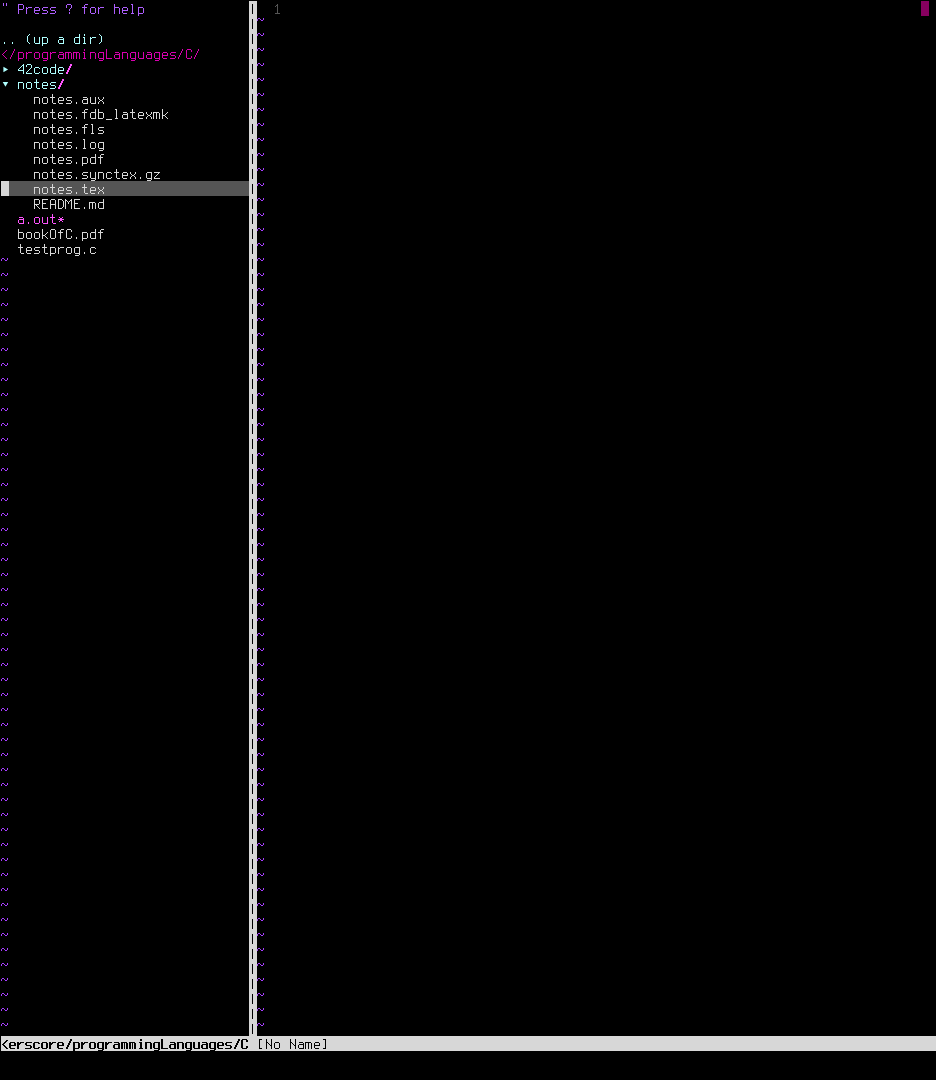 " Press ? for help
1
.. (up a dir)
</programmingLanguages/C/
▸ 42code/
▾ notes/
notes.aux
notes.fdb_latexmk
notes.fls
notes.log
notes.pdf
notes.synctex.gz
notes.tex
README.md
a.out*
bookOfC.pdf
testprog.c
<erscore/programmingLanguages/C [No Name]